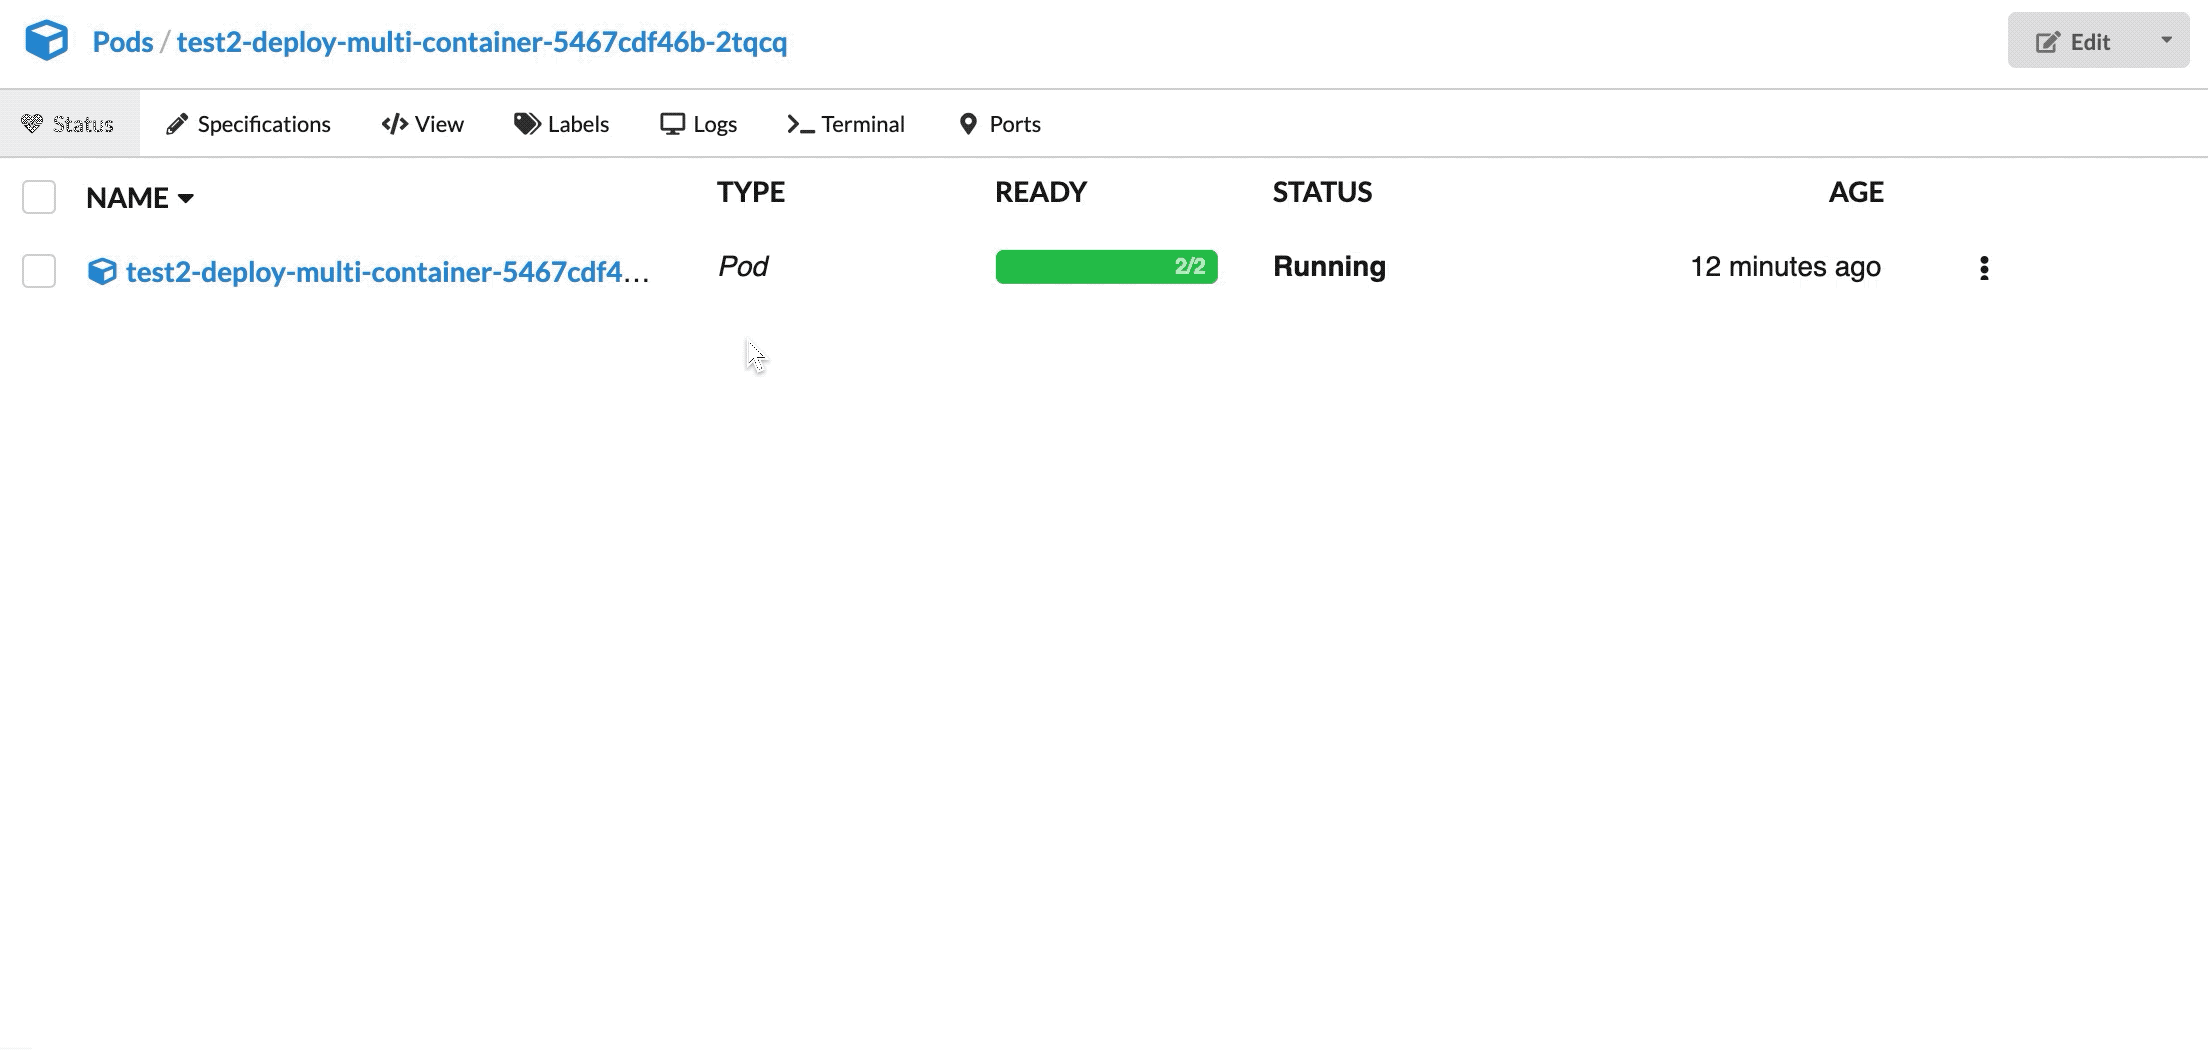 Pods / test2-deploy-multi-container-5467cdf46b-2tqcq
Edit
Status Specifications View Labels Logs Terminal Ports
NAME TYPE READY STATUS AGE
test2-deploy-multi-container-5467cdf4... Pod 2/2 Running 12 minutes ago